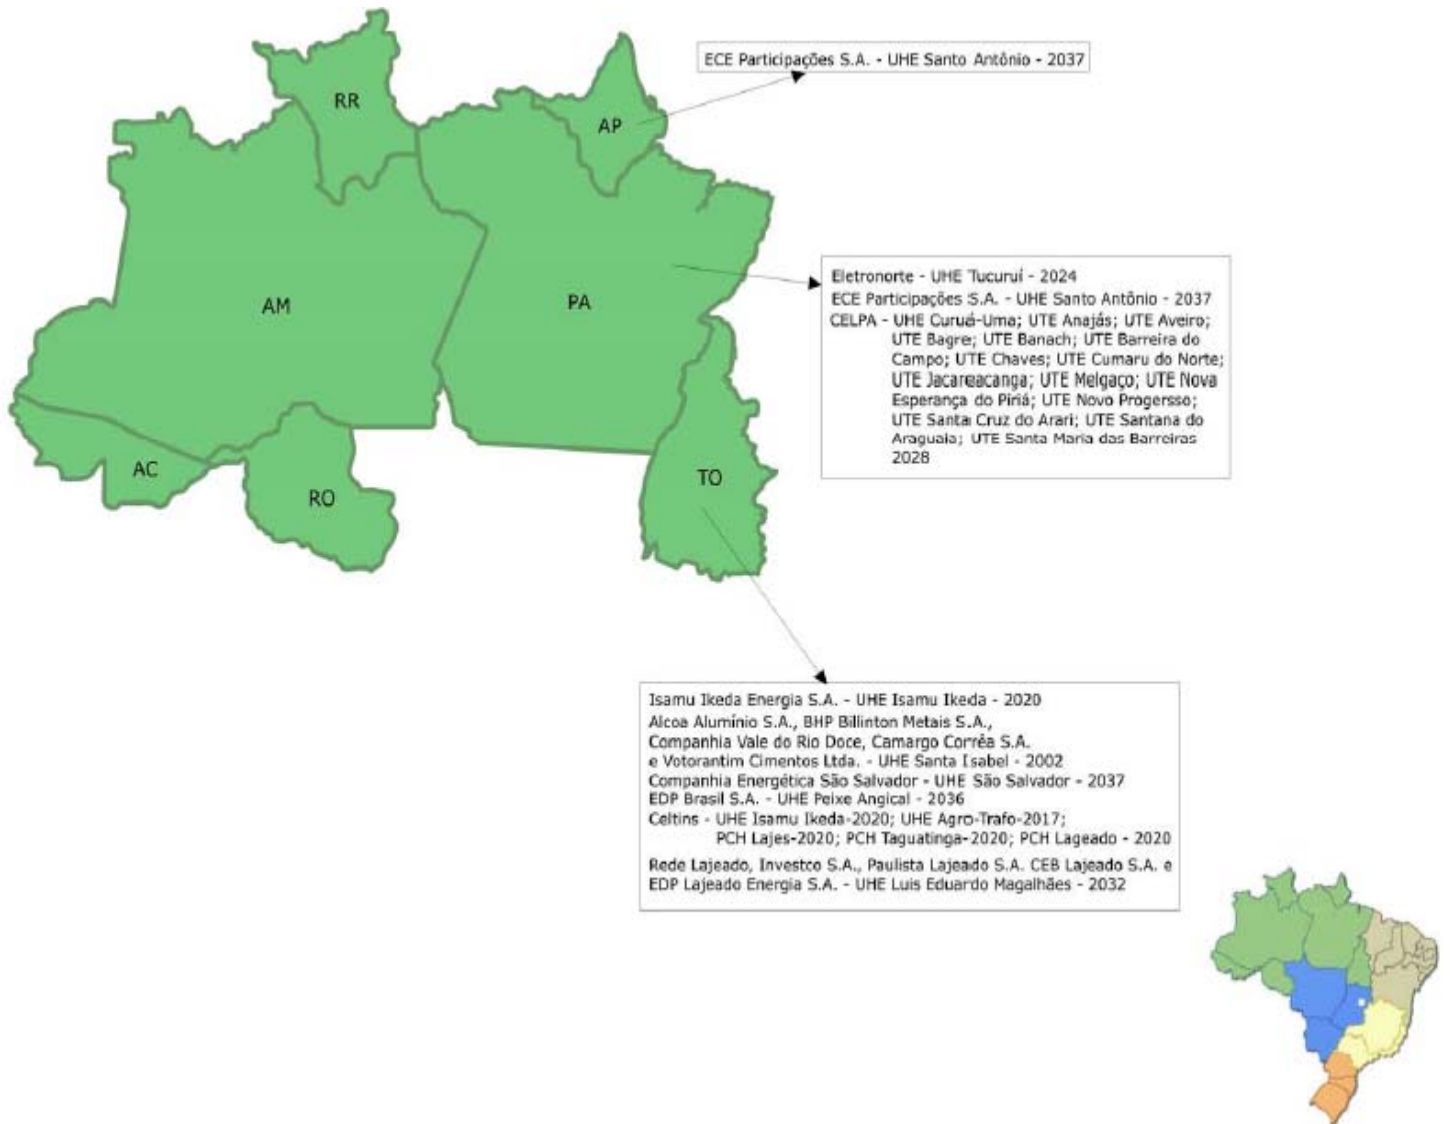 RR
AP
AM
PA
AC
RO
TO
ECE Participações S.A. - UHE Santo Antônio - 2037
Eletronorte - UHE Tucuruí - 2024
ECE Participações S.A. - UHE Santo Antônio - 2037
CELPA - UHE Curuá-Uma; UTE Anajás; UTE Aveiro;
UTE Bagre; UTE Banach; UTE Barreira do
Campo; UTE Chaves; UTE Cumaru do Norte;
UTE Jacareacanga; UTE Melgaço; UTE Nova
Esperança do Piriá; UTE Novo Progersso;
UTE Santa Cruz do Arari; UTE Santana do
Araguaia; UTE Santa Maria das Barreiras
2028
Isamu Ikeda Energia S.A. - UHE Isamu Ikeda - 2020
Alcoa Alumínio S.A., BHP Billinton Metais S.A.,
Companhia Vale do Rio Doce, Camargo Corrêa S.A.
e Votorantim Cimentos Ltda. - UHE Santa Isabel - 2002
Companhia Energética São Salvador - UHE São Salvador - 2037
EDP Brasil S.A. - UHE Peixe Angical - 2036
Celtins - UHE Isamu Ikeda-2020; UHE Agro-Trafo-2017;
PCH Lajes-2020; PCH Taguatinga-2020; PCH Lageado - 2020
Rede Lajeado, Investco S.A., Paulista Lajeado S.A. CEB Lajeado S.A. e
EDP Lajeado Energia S.A. - UHE Luis Eduardo Magalhães - 2032